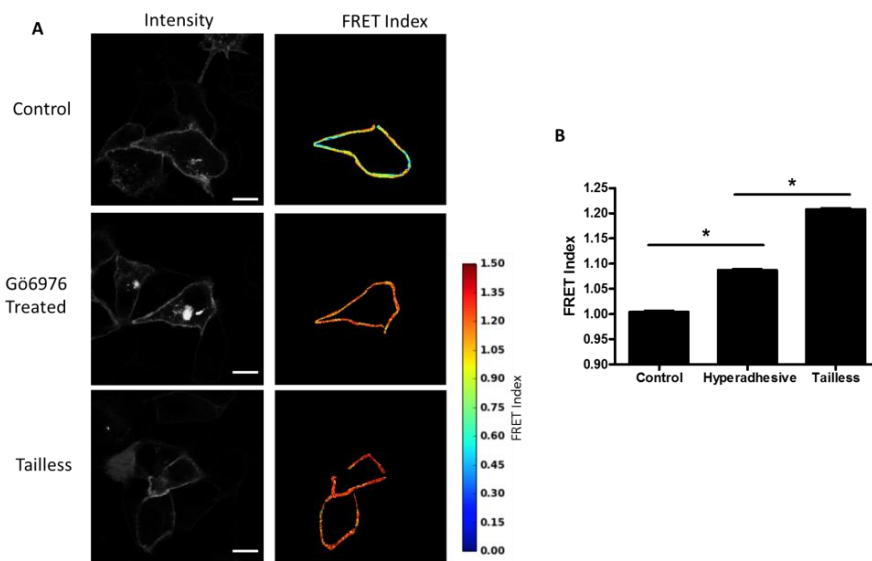 A
Intensity
FRET Index
Control
Gö6976
Treated
Tailless
1.50
1.35
1.20
1.05
0.90
0.75
0.60
0.45
0.30
0.15
0.00
FRET Index
B
1.25
1.20
1.15
1.10
1.05
1.00
0.95
0.90
FRET Index
*
*
Control
Hyperadhesive
Tailless